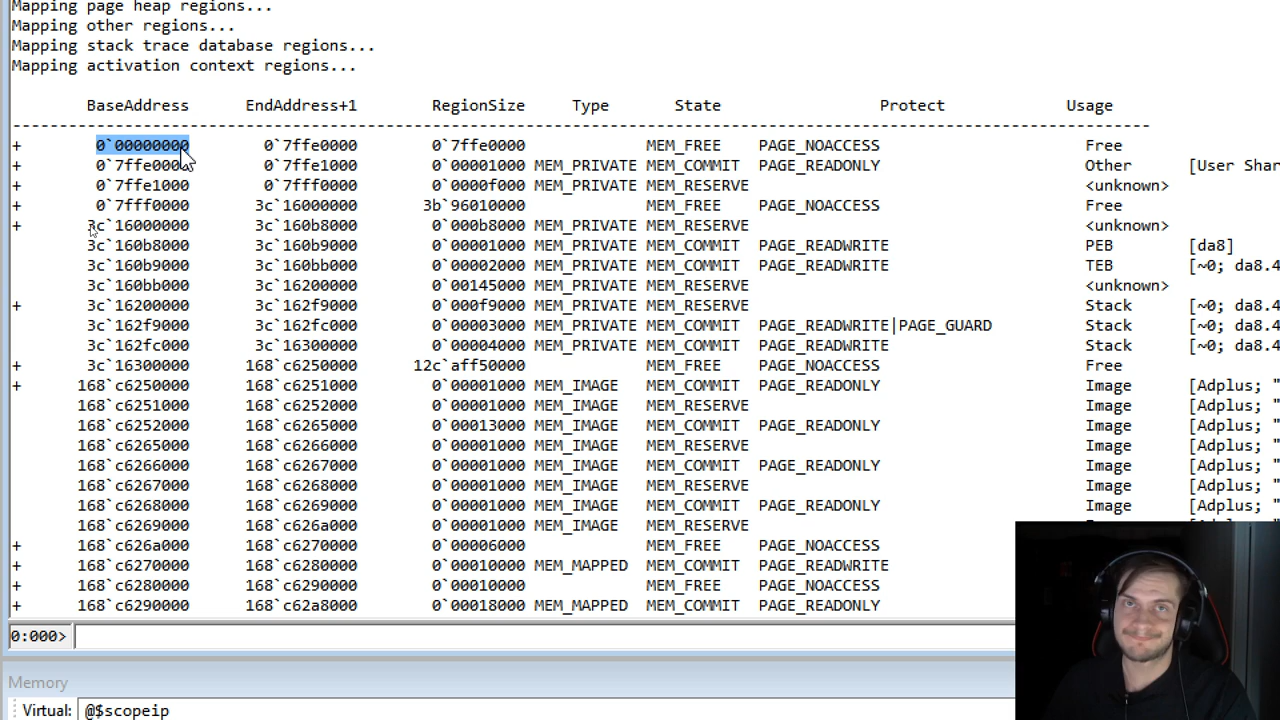 Mapping page heap regions...
Mapping other regions...
Mapping stack trace database regions...
Mapping activation context regions...
BaseAddress EndAddress+1 RegionSize Type State Protect Usage
--------------------------------------------------------------------------------------------------------------------------
+ 0`00000000 0`7ffe0000 0`7ffe0000 MEM_FREE PAGE_NOACCESS Free
+ 0`7ffe0000 0`7ffe1000 0`00001000 MEM_PRIVATE MEM_COMMIT PAGE_READONLY Other [User Shar
+ 0`7ffe1000 0`7fff0000 0`0000f000 MEM_PRIVATE MEM_RESERVE <unknown>
+ 0`7fff0000 3c`16000000 3b`96010000 MEM_FREE PAGE_NOACCESS Free
+ 3c`16000000 3c`160b8000 0`000b8000 MEM_PRIVATE MEM_RESERVE <unknown>
3c`160b8000 3c`160b9000 0`00001000 MEM_PRIVATE MEM_COMMIT PAGE_READWRITE PEB [da8]
3c`160b9000 3c`160bb000 0`00002000 MEM_PRIVATE MEM_COMMIT PAGE_READWRITE TEB [~0; da8.4
3c`160bb000 3c`16200000 0`00145000 MEM_PRIVATE MEM_RESERVE <unknown>
+ 3c`16200000 3c`162f9000 0`000f9000 MEM_PRIVATE MEM_RESERVE Stack [~0; da8.4
3c`162f9000 3c`162fc000 0`00003000 MEM_PRIVATE MEM_COMMIT PAGE_READWRITE|PAGE_GUARD Stack [~0; da8.4
3c`162fc000 3c`16300000 0`00004000 MEM_PRIVATE MEM_COMMIT PAGE_READWRITE Stack [~0; da8.4
+ 3c`16300000 168`c6250000 12c`aff50000 MEM_FREE PAGE_NOACCESS Free
+ 168`c6250000 168`c6251000 0`00001000 MEM_IMAGE MEM_COMMIT PAGE_READONLY Image [Adplus; "
168`c6251000 168`c6252000 0`00001000 MEM_IMAGE MEM_RESERVE Image [Adplus; "
168`c6252000 168`c6265000 0`00013000 MEM_IMAGE MEM_COMMIT PAGE_READONLY Image [Adplus; "
168`c6265000 168`c6266000 0`00001000 MEM_IMAGE MEM_RESERVE Image [Adplus; "
168`c6266000 168`c6267000 0`00001000 MEM_IMAGE MEM_COMMIT PAGE_READONLY Image [Adplus; "
168`c6267000 168`c6268000 0`00001000 MEM_IMAGE MEM_RESERVE Image [Adplus; "
168`c6268000 168`c6269000 0`00001000 MEM_IMAGE MEM_COMMIT PAGE_READONLY Image [Adplus; "
168`c6269000 168`c626a000 0`00001000 MEM_IMAGE MEM_RESERVE
+ 168`c626a000 168`c6270000 0`00006000 MEM_FREE PAGE_NOACCESS
+ 168`c6270000 168`c6280000 0`00010000 MEM_MAPPED MEM_COMMIT PAGE_READWRITE
+ 168`c6280000 168`c6290000 0`00010000 MEM_FREE PAGE_NOACCESS
+ 168`c6290000 168`c62a8000 0`00018000 MEM_MAPPED MEM_COMMIT PAGE_READONLY
0:000>
Memory
Virtual: @$scopeip